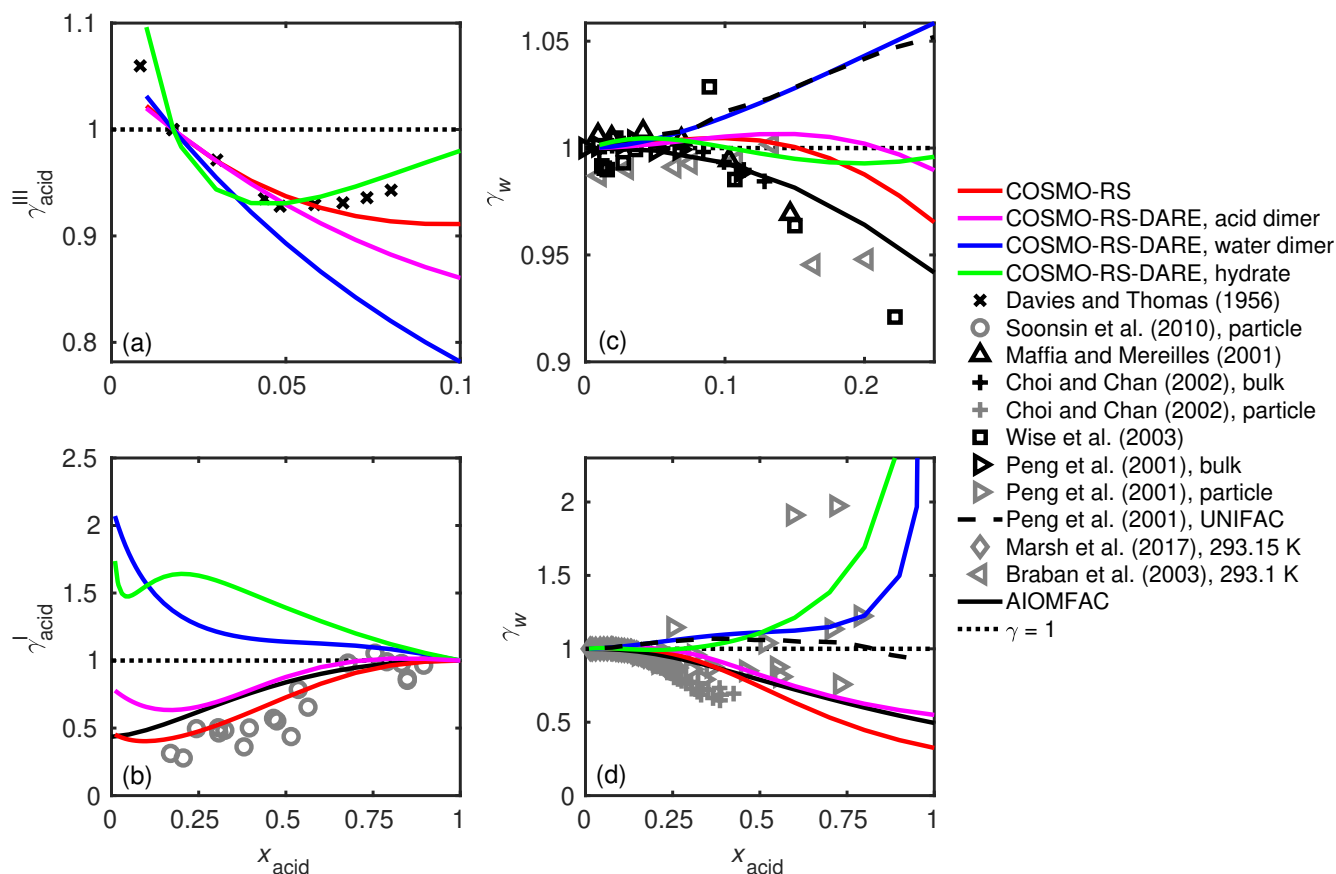 1.1
1
0.9
0.8
γ^III_acid
(a)
0
0.05
0.1
1.05
1
0.95
0.9
γ_w
(c)
0
0.1
0.2
2.5
2
1.5
1
0.5
0
γ^I_acid
(b)
0
0.25
0.5
0.75
1
x_acid
2
1.5
1
0.5
0
γ_w
(d)
0
0.25
0.5
0.75
1
x_acid
COSMO-RS
COSMO-RS-DARE, acid dimer
COSMO-RS-DARE, water dimer
COSMO-RS-DARE, hydrate
Davies and Thomas (1956)
Soonsin et al. (2010), particle
Maffia and Mereilles (2001)
Choi and Chan (2002), bulk
Choi and Chan (2002), particle
Wise et al. (2003)
Peng et al. (2001), bulk
Peng et al. (2001), particle
Peng et al. (2001), UNIFAC
Marsh et al. (2017), 293.15 K
Braban et al. (2003), 293.1 K
AIOMFAC
γ = 1